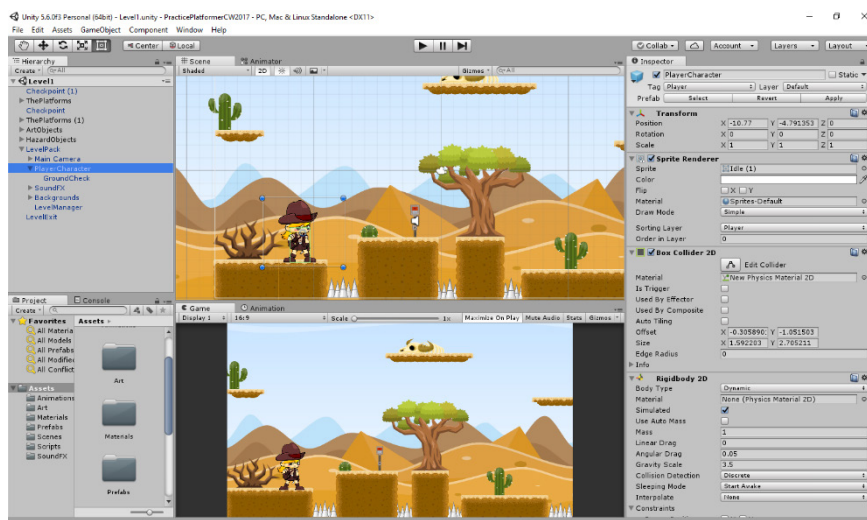 Unity 5.6.0f3 Personal (64bit) - Level1.unity - PracticePlatformerCW2017 - PC, Mac & Linux Standalone <DX11>
File Edit Assets GameObject Component Window Help
Center Local
Collab Account Layers Layout
Hierarchy
Create All
Level1
Checkpoint (1)
ThePlatforms
Checkpoint
ThePlatforms (1)
ArtObjects
HazardObjects
LevelPack
Main Camera
PlayerCharacter
GroundCheck
SoundFX
Backgrounds
LevelManager
LevelExit
Scene Animator
Shaded 2D Gizmos All
Project Console
Create
Favorites
All Materia
All Models
All Prefabs
All Modified
All Conflict
Assets
Animations
Art
Materials
Prefabs
Scenes
Scripts
SoundFX
Assets
Art
Materials
Prefabs
Game Animation
Display 1 16:9 Scale 1x Maximize On Play Mute Audio Stats Gizmos
Inspector
PlayerCharacter Static
Tag Player Layer Default
Prefab Select Revert Apply
Transform
Position X -10.77 Y -4.791353 Z 0
Rotation X 0 Y 0 Z 0
Scale X 1 Y 1 Z 1
Sprite Renderer
Sprite Idle (1)
Color
Flip X Y
Material Sprites-Default
Draw Mode Simple
Sorting Layer Player
Order in Layer 0
Box Collider 2D
Edit Collider
Material New Physics Material 2D
Is Trigger
Used By Effector
Used By Composite
Auto Tiling
Offset X -0.305890 Y -1.051503
Size X 1.592203 Y 2.705211
Edge Radius 0
Info
Rigidbody 2D
Body Type Dynamic
Material None (Physics Material 2D)
Simulated
Use Auto Mass
Mass 1
Linear Drag 0
Angular Drag 0.05
Gravity Scale 3.5
Collision Detection Discrete
Sleeping Mode Start Awake
Interpolate None
Constraints